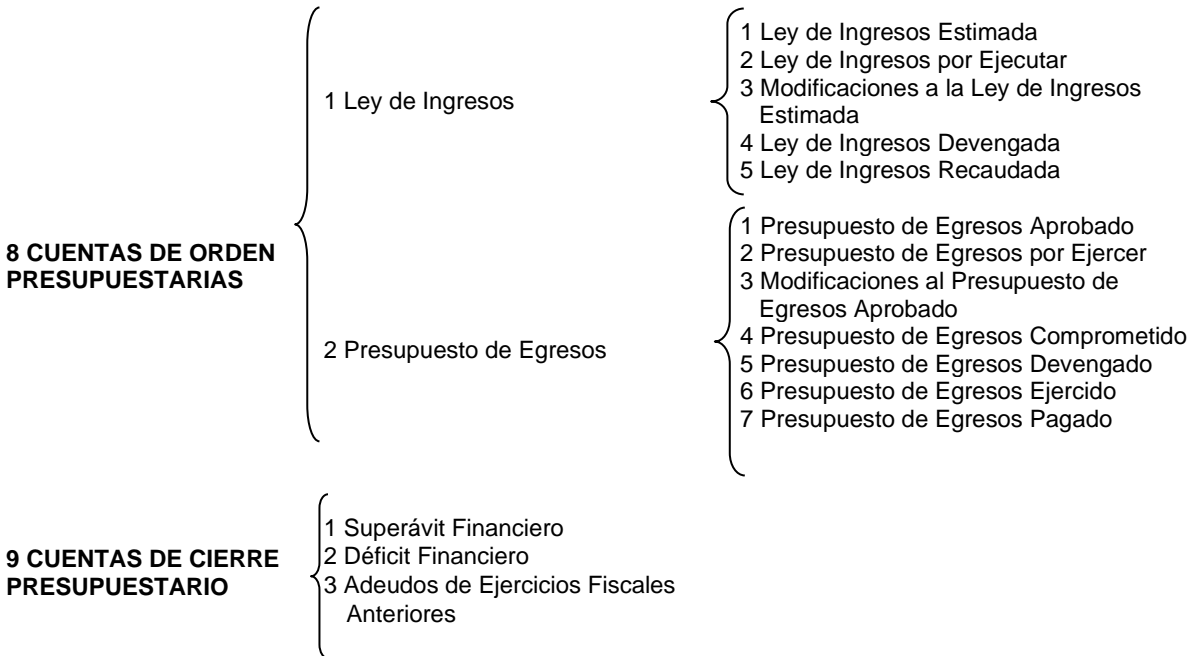 8 CUENTAS DE ORDEN
PRESUPUESTARIAS
1 Ley de Ingresos
1 Ley de Ingresos Estimada
2 Ley de Ingresos por Ejecutar
3 Modificaciones a la Ley de Ingresos
Estimada
4 Ley de Ingresos Devengada
5 Ley de Ingresos Recaudada
2 Presupuesto de Egresos
1 Presupuesto de Egresos Aprobado
2 Presupuesto de Egresos por Ejercer
3 Modificaciones al Presupuesto de
Egresos Aprobado
4 Presupuesto de Egresos Comprometido
5 Presupuesto de Egresos Devengado
6 Presupuesto de Egresos Ejercido
7 Presupuesto de Egresos Pagado
9 CUENTAS DE CIERRE
PRESUPUESTARIO
1 Superávit Financiero
2 Déficit Financiero
3 Adeudos de Ejercicios Fiscales
Anteriores